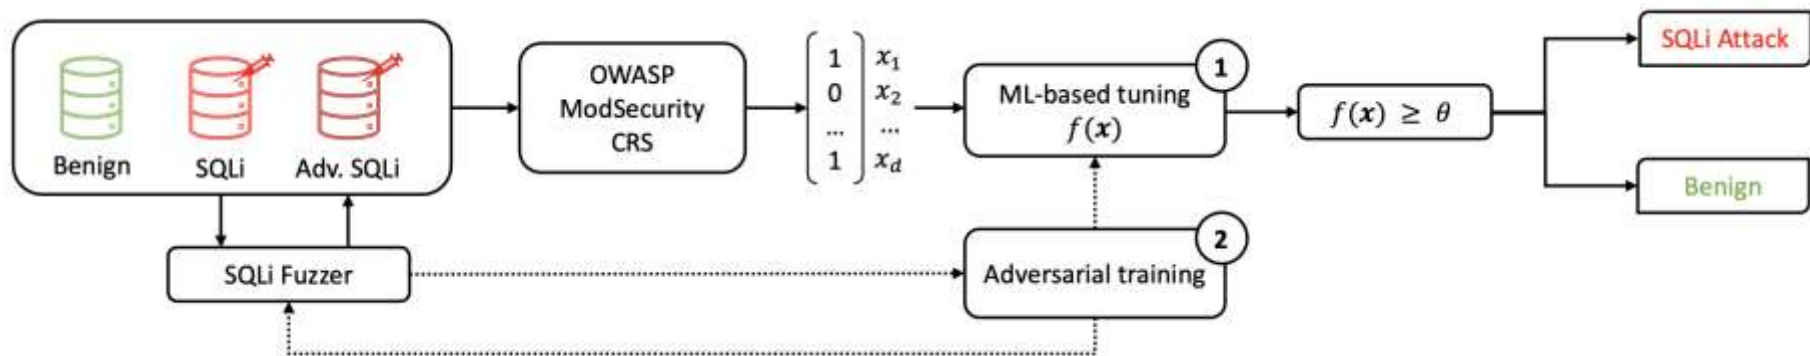 Benign
SQLi
Adv. SQLi
OWASP
ModSecurity
CRS
1 x₁
0 x₂
... ...
1 x_d
1
ML-based tuning
f(x)
f(x) ≥ θ
SQLi Attack
Benign
SQLi Fuzzer
2
Adversarial training